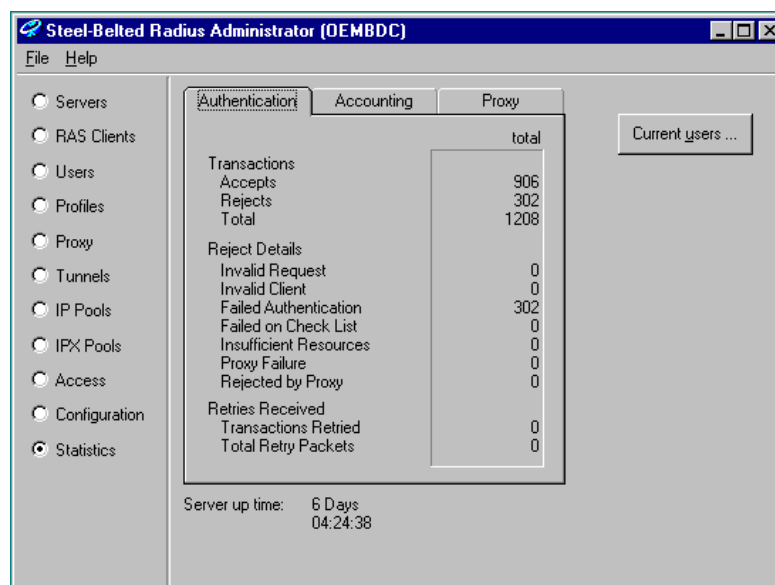 Steel-Belted Radius Administrator (OEMBDC)
File Help
Servers
RAS Clients
Users
Profiles
Proxy
Tunnels
IP Pools
IPX Pools
Access
Configuration
Statistics
Authentication Accounting Proxy
total
Transactions
Accepts 906
Rejects 302
Total 1208
Reject Details
Invalid Request 0
Invalid Client 0
Failed Authentication 302
Failed on Check List 0
Insufficient Resources 0
Proxy Failure 0
Rejected by Proxy 0
Retries Received
Transactions Retried 0
Total Retry Packets 0
Server up time: 6 Days
04:24:38
Current users ...